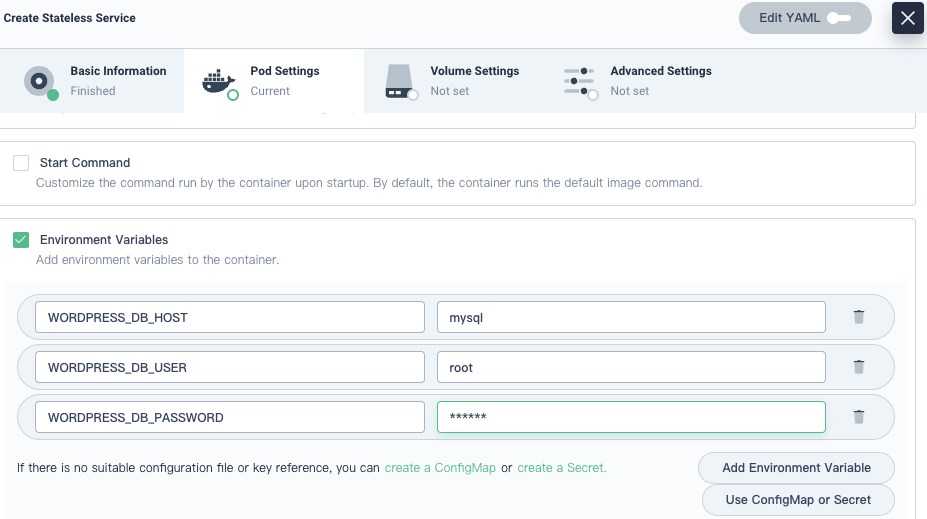 Create Stateless Service
Edit YAML
Basic Information
Finished
Pod Settings
Current
Volume Settings
Not set
Advanced Settings
Not set
Start Command
Customize the command run by the container upon startup. By default, the container runs the default image command.
Environment Variables
Add environment variables to the container.
WORDPRESS_DB_HOST mysql
WORDPRESS_DB_USER root
WORDPRESS_DB_PASSWORD ******
If there is no suitable configuration file or key reference, you can create a ConfigMap or create a Secret.
Add Environment Variable
Use ConfigMap or Secret